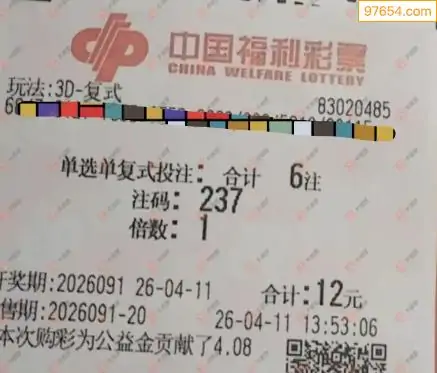 97654.com
中国福利彩票
CHINA WELFARE LOTTERY
玩法:3D-复式
83020485
单选单复式投注: 合计 6注
注码: 237
倍数: 1
开奖期:2026091 26-04-11 合计:12元
售期:2026091-20 26-04-11 13:53:06
本次购彩为公益金贡献了4.08